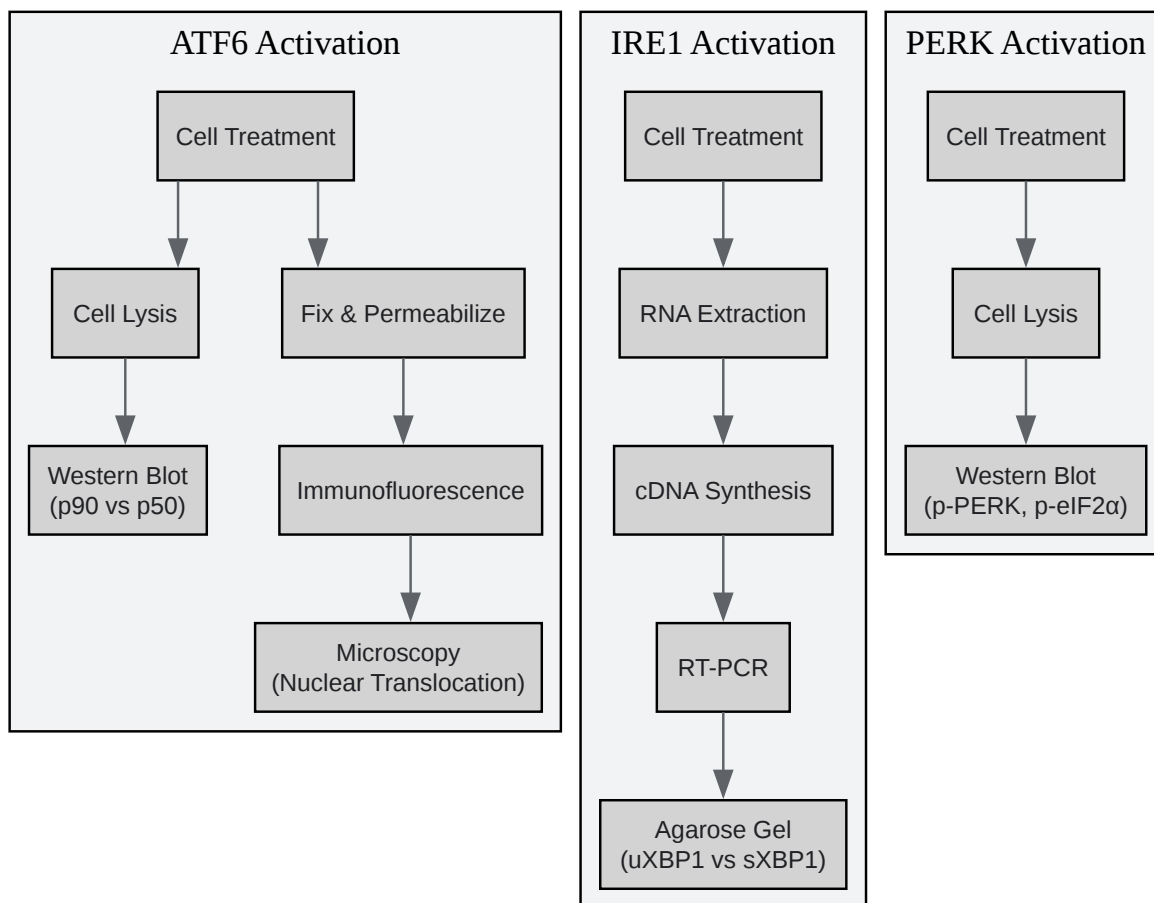 ATF6 Activation
Cell Treatment
Cell Lysis
Fix & Permeabilize
Western Blot
(p90 vs p50)
Immunofluorescence
Microscopy
(Nuclear Translocation)
IRE1 Activation
Cell Treatment
RNA Extraction
cDNA Synthesis
RT-PCR
Agarose Gel
(uXBP1 vs sXBP1)
PERK Activation
Cell Treatment
Cell Lysis
Western Blot
(p-PERK, p-eIF2α)